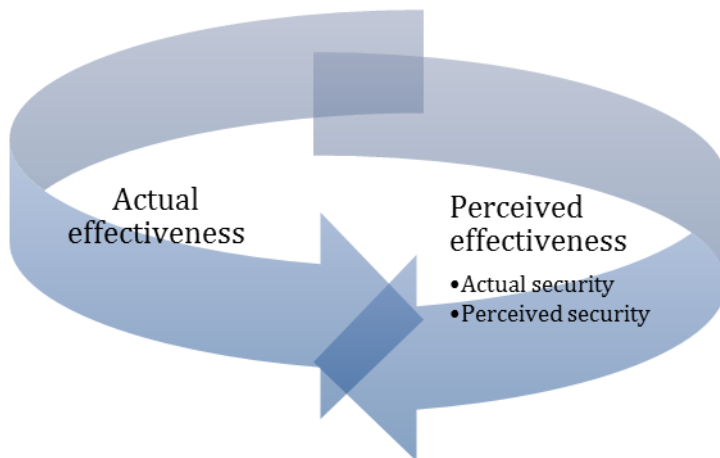 Actual
effectiveness
Perceived
effectiveness
•Actual security
•Perceived security